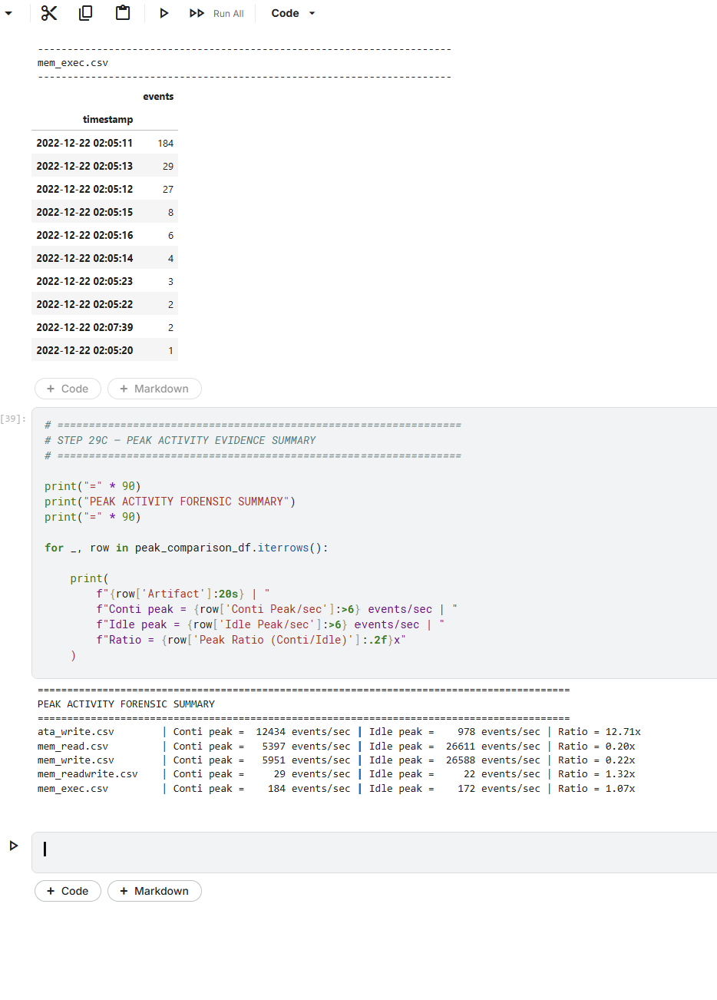 Run All Code
----------------------------------------------------------------------
mem_exec.csv
----------------------------------------------------------------------
events
timestamp
2022-12-22 02:05:11 184
2022-12-22 02:05:13 29
2022-12-22 02:05:12 27
2022-12-22 02:05:15 8
2022-12-22 02:05:16 6
2022-12-22 02:05:14 4
2022-12-22 02:05:23 3
2022-12-22 02:05:22 2
2022-12-22 02:07:39 2
2022-12-22 02:05:20 1
+ Code + Markdown
[39]:
# ================================================================
# STEP 29C — PEAK ACTIVITY EVIDENCE SUMMARY
# ================================================================
print("=" * 90)
print("PEAK ACTIVITY FORENSIC SUMMARY")
print("=" * 90)
for _, row in peak_comparison_df.iterrows():
print(
f"{row['Artifact']:20s} | "
f"Conti peak = {row['Conti Peak/sec']:>6} events/sec | "
f"Idle peak = {row['Idle Peak/sec']:>6} events/sec | "
f"Ratio = {row['Peak Ratio (Conti/Idle)']:.2f}x"
)
==========================================================================================
PEAK ACTIVITY FORENSIC SUMMARY
==========================================================================================
ata_write.csv | Conti peak = 12434 events/sec | Idle peak = 978 events/sec | Ratio = 12.71x
mem_read.csv | Conti peak = 5397 events/sec | Idle peak = 26611 events/sec | Ratio = 0.20x
mem_write.csv | Conti peak = 5951 events/sec | Idle peak = 26588 events/sec | Ratio = 0.22x
mem_readwrite.csv | Conti peak = 29 events/sec | Idle peak = 22 events/sec | Ratio = 1.32x
mem_exec.csv | Conti peak = 184 events/sec | Idle peak = 172 events/sec | Ratio = 1.07x
+ Code + Markdown